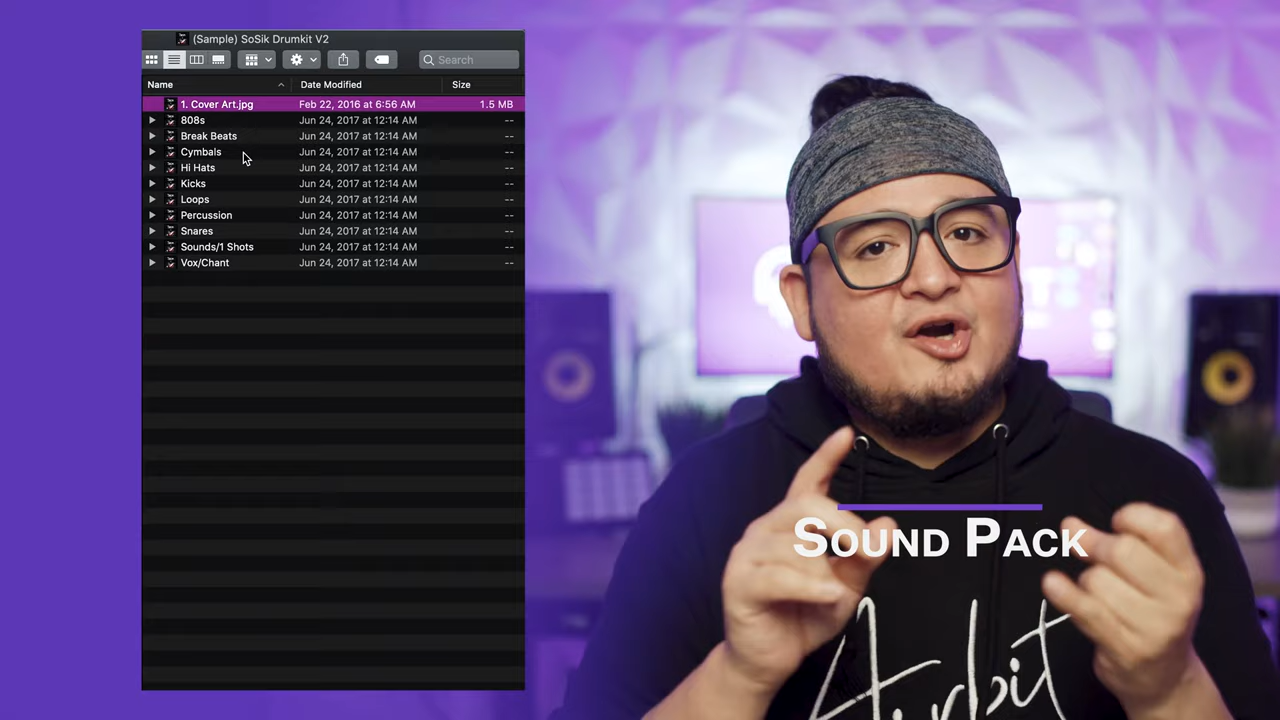 (Sample) SoSik Drumkit V2
Search
Name Date Modified Size
1. Cover Art.jpg Feb 22, 2016 at 6:56 AM 1.5 MB
808s Jun 24, 2017 at 12:14 AM --
Break Beats Jun 24, 2017 at 12:14 AM --
Cymbals Jun 24, 2017 at 12:14 AM --
Hi Hats Jun 24, 2017 at 12:14 AM --
Kicks Jun 24, 2017 at 12:14 AM --
Loops Jun 24, 2017 at 12:14 AM --
Percussion Jun 24, 2017 at 12:14 AM --
Snares Jun 24, 2017 at 12:14 AM --
Sounds/1 Shots Jun 24, 2017 at 12:14 AM --
Vox/Chant Jun 24, 2017 at 12:14 AM --
Sound Pack